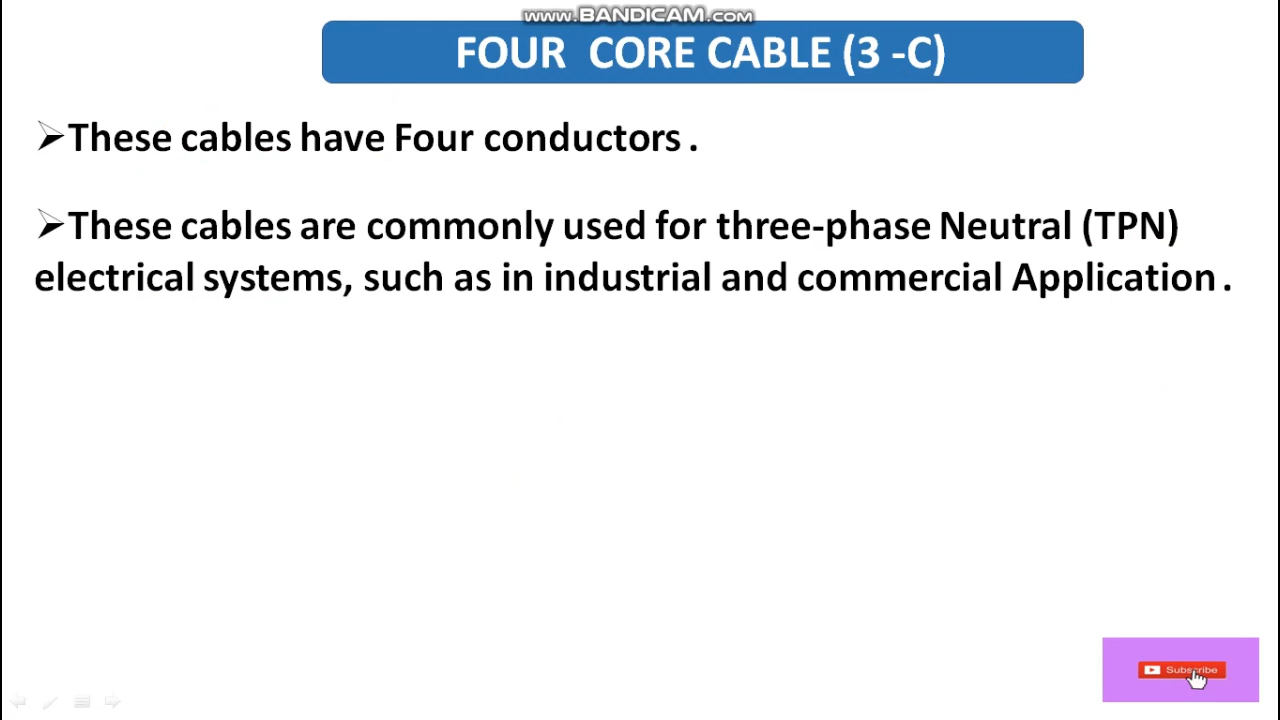 www.BANDICAM.com
FOUR CORE CABLE (3 -C)
➢These cables have Four conductors .
➢These cables are commonly used for three-phase Neutral (TPN)
electrical systems, such as in industrial and commercial Application .
Subscribe